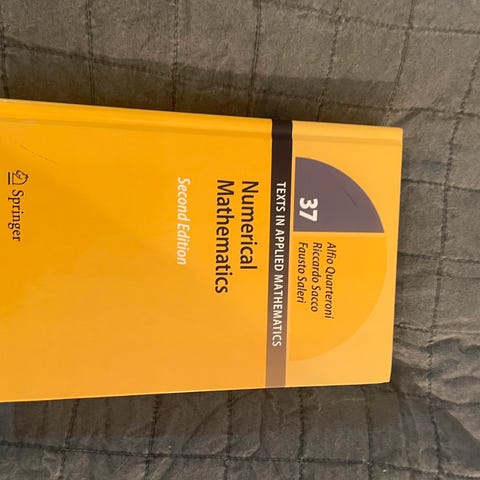 37
Alfio Quarteroni
Riccardo Sacco
Fausto Saleri
TEXTS IN APPLIED MATHEMATICS
Numerical
Mathematics
Second Edition
Springer